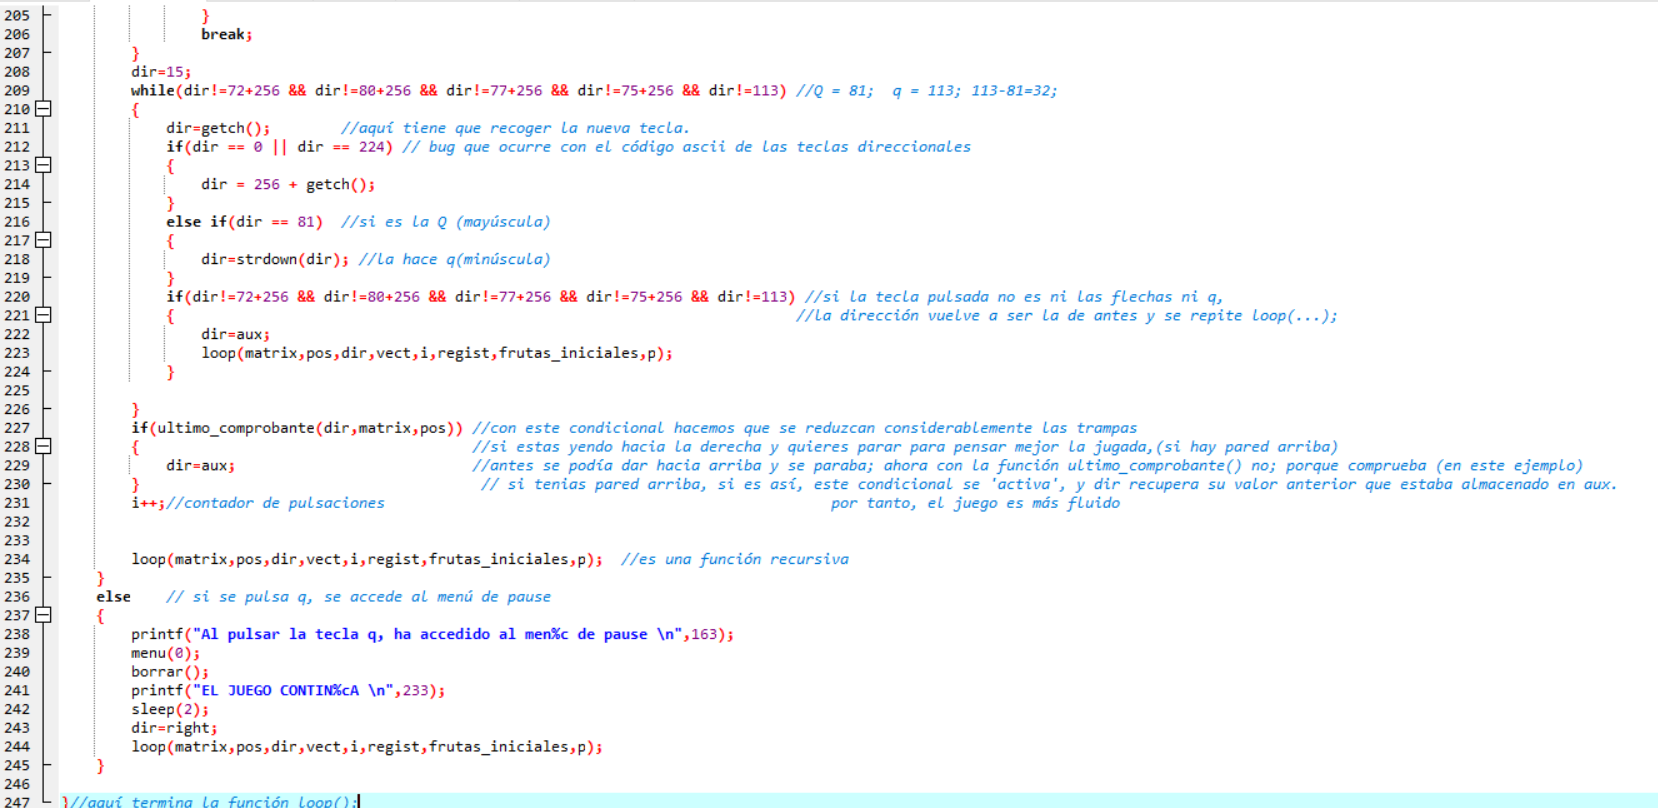 205 }
206 break;
207 }
208 dir=15;
209 while(dir!=72+256 && dir!=80+256 && dir!=77+256 && dir!=75+256 && dir!=113) //Q = 81;  q = 113; 113-81=32;
210 {
211 dir=getch();        //aquí tiene que recoger la nueva tecla.
212 if(dir == 0 || dir == 224) // bug que ocurre con el código ascii de las teclas direccionales
213 {
214 dir = 256 + getch();
215 }
216 else if(dir == 81)  //si es la Q (mayúscula)
217 {
218 dir=strdown(dir); //la hace q(minúscula)
219 }
220 if(dir!=72+256 && dir!=80+256 && dir!=77+256 && dir!=75+256 && dir!=113) //si la tecla pulsada no es ni las flechas ni q,
221 { //la dirección vuelve a ser la de antes y se repite loop(...);
222 dir=aux;
223 loop(matrix,pos,dir,vect,i,regist,frutas_iniciales,p);
224 }
225
226 }
227 if(ultimo_comprobante(dir,matrix,pos)) //con este condicional hacemos que se reduzcan considerablemente las trampas
228 { //si estas yendo hacia la derecha y quieres parar para pensar mejor la jugada,(si hay pared arriba)
229 dir=aux; //antes se podía dar hacia arriba y se paraba; ahora con la función ultimo_comprobante() no; porque comprueba (en este ejemplo)
230 } // si tenias pared arriba, si es así, este condicional se 'activa', y dir recupera su valor anterior que estaba almacenado en aux.
231 i++;//contador de pulsaciones por tanto, el juego es más fluido
232
233
234 loop(matrix,pos,dir,vect,i,regist,frutas_iniciales,p);  //es una función recursiva
235 }
236 else    // si se pulsa q, se accede al menú de pause
237 {
238 printf("Al pulsar la tecla q, ha accedido al men%c de pause \n",163);
239 menu(0);
240 borrar();
241 printf("EL JUEGO CONTIN%cA \n",233);
242 sleep(2);
243 dir=right;
244 loop(matrix,pos,dir,vect,i,regist,frutas_iniciales,p);
245 }
246
247 }//aquí termina la función loop();